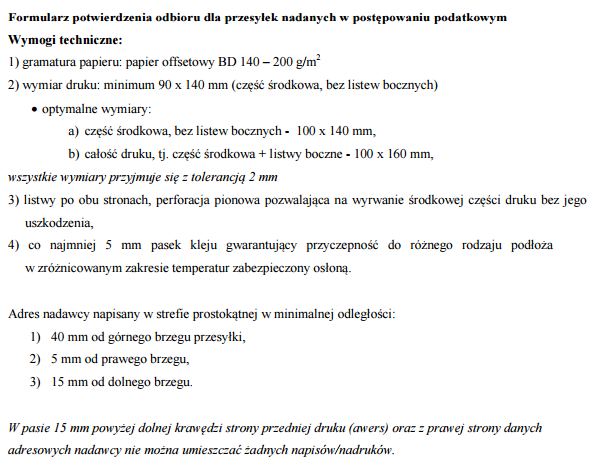 Formularz potwierdzenia odbioru dla przesyłek nadanych w postępowaniu podatkowym
Wymogi techniczne:
1) gramatura papieru: papier offsetowy BD 140 – 200 g/m²
2) wymiar druku: minimum 90 x 140 mm (część środkowa, bez listew bocznych)
• optymalne wymiary:
a) część środkowa, bez listew bocznych - 100 x 140 mm,
b) całość druku, tj. część środkowa + listwy boczne - 100 x 160 mm,
wszystkie wymiary przyjmuje się z tolerancją 2 mm
3) listwy po obu stronach, perforacja pionowa pozwalająca na wyrwanie środkowej części druku bez jego
uszkodzenia,
4) co najmniej 5 mm pasek kleju gwarantujący przyczepność do różnego rodzaju podłoża
w zróżnicowanym zakresie temperatur zabezpieczony osłoną.
Adres nadawcy napisany w strefie prostokątnej w minimalnej odległości:
1) 40 mm od górnego brzegu przesyłki,
2) 5 mm od prawego brzegu,
3) 15 mm od dolnego brzegu.
W pasie 15 mm powyżej dolnej krawędzi strony przedniej druku (awers) oraz z prawej strony danych
adresowych nadawcy nie można umieszczać żadnych napisów/nadruków.